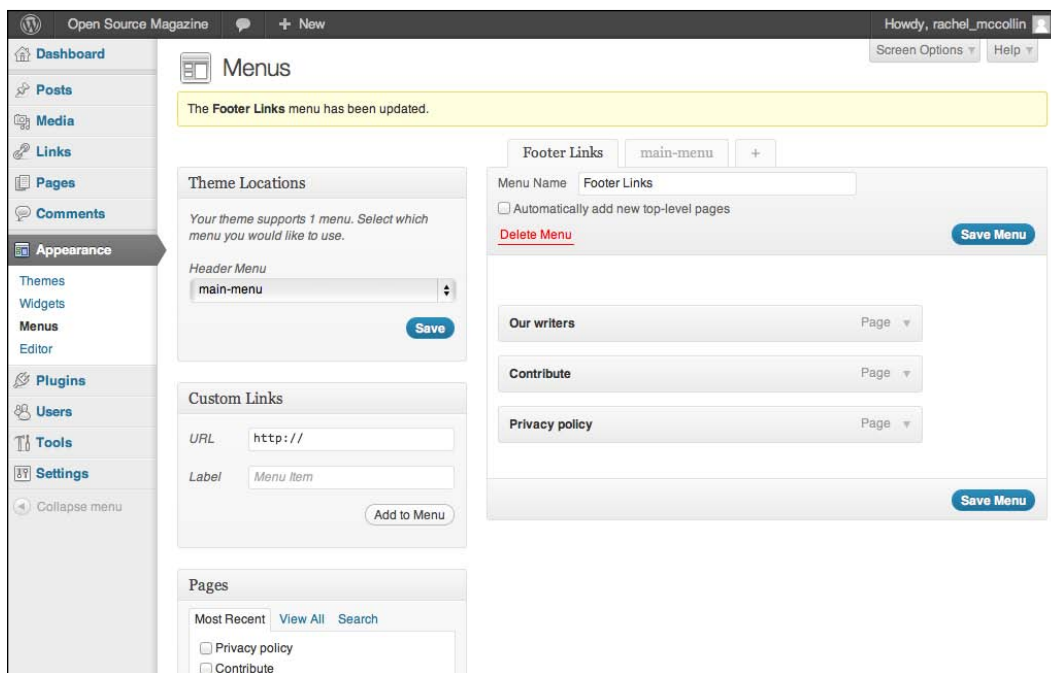 Open Source Magazine + New Howdy, rachel_mccollin
Dashboard
Posts
Media
Links
Pages
Comments
Appearance
Themes
Widgets
Menus
Editor
Plugins
Users
Tools
Settings
Collapse menu
Screen Options Help
Menus
The Footer Links menu has been updated.
Theme Locations
Your theme supports 1 menu. Select which
menu you would like to use.
Header Menu
main-menu
Save
Custom Links
URL http://
Label Menu Item
Add to Menu
Pages
Most Recent View All Search
Privacy policy
Contribute
Footer Links main-menu +
Menu Name Footer Links
Automatically add new top-level pages
Delete Menu Save Menu
Our writers Page
Contribute Page
Privacy policy Page
Save Menu